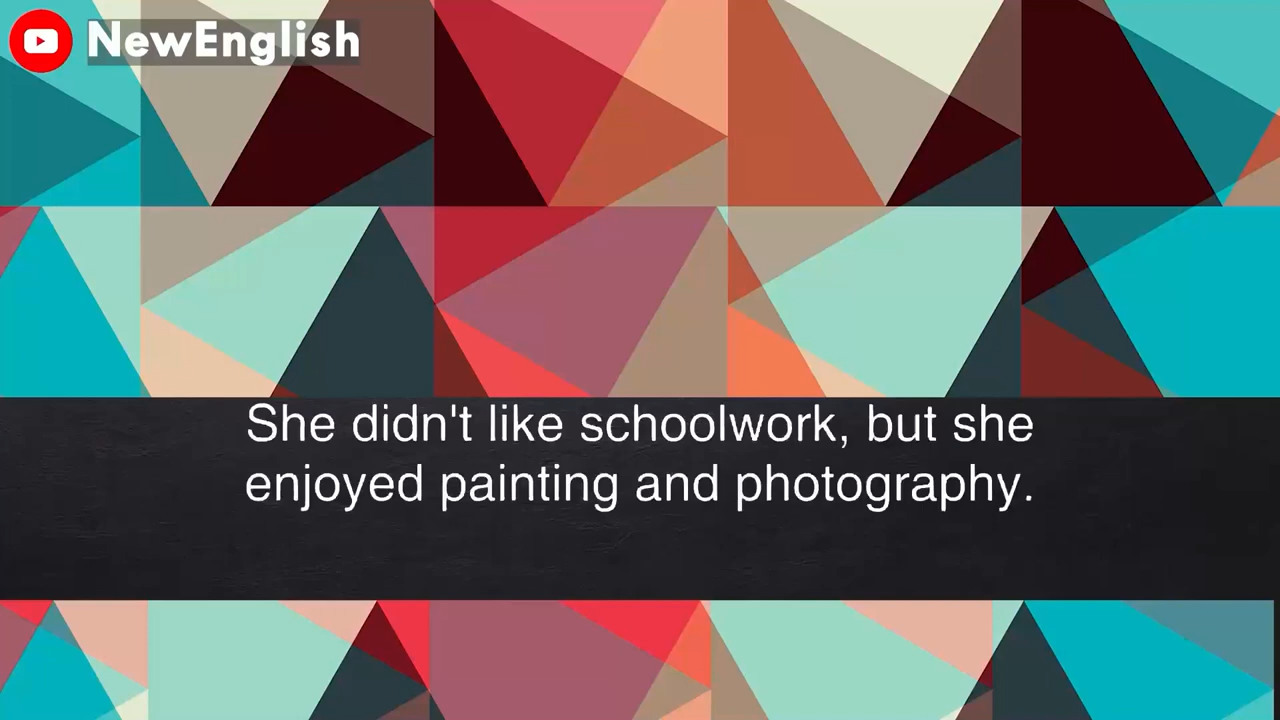 NewEnglish
She didn't like schoolwork, but she
enjoyed painting and photography.